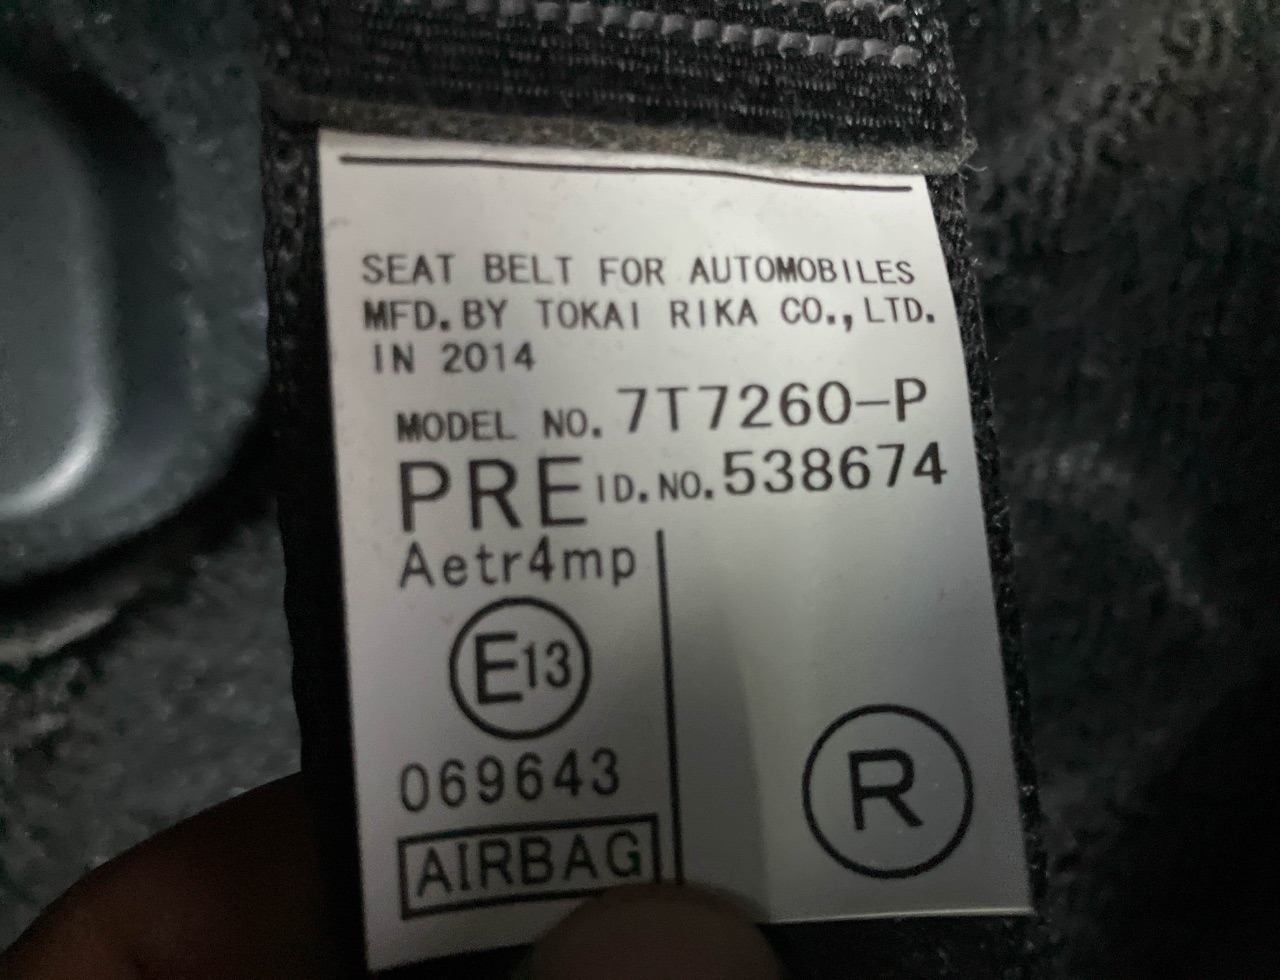 SEAT BELT FOR AUTOMOBILES
MFD. BY TOKAI RIKA CO., LTD.
IN 2014
MODEL NO. 7T7260-P
PRE ID. NO. 538674
Aetr4mp
E13
069643
AIRBAG
R